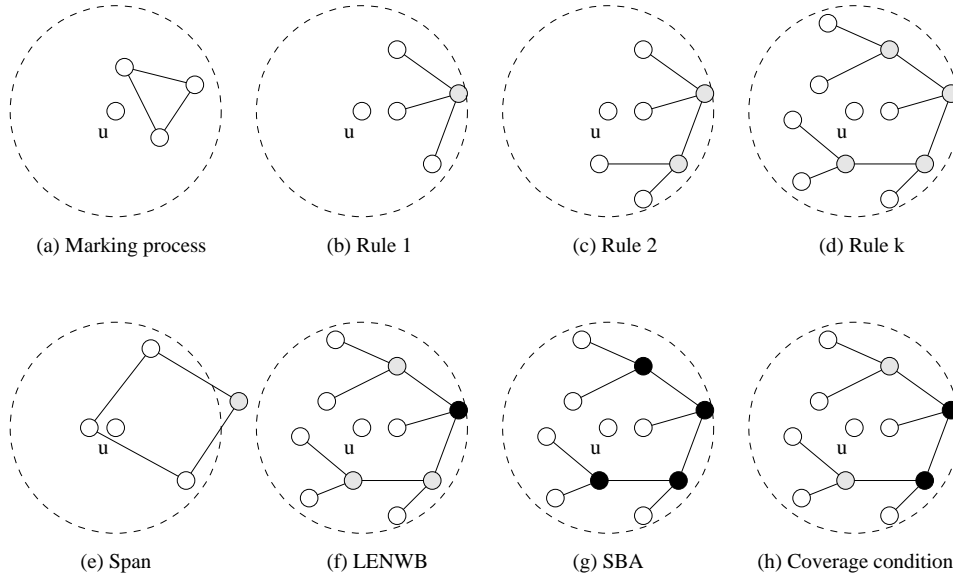 u
u
u
u
(a) Marking process
(b) Rule 1
(c) Rule 2
(d) Rule k
u
u
u
u
(e) Span
(f) LENWB
(g) SBA
(h) Coverage condition